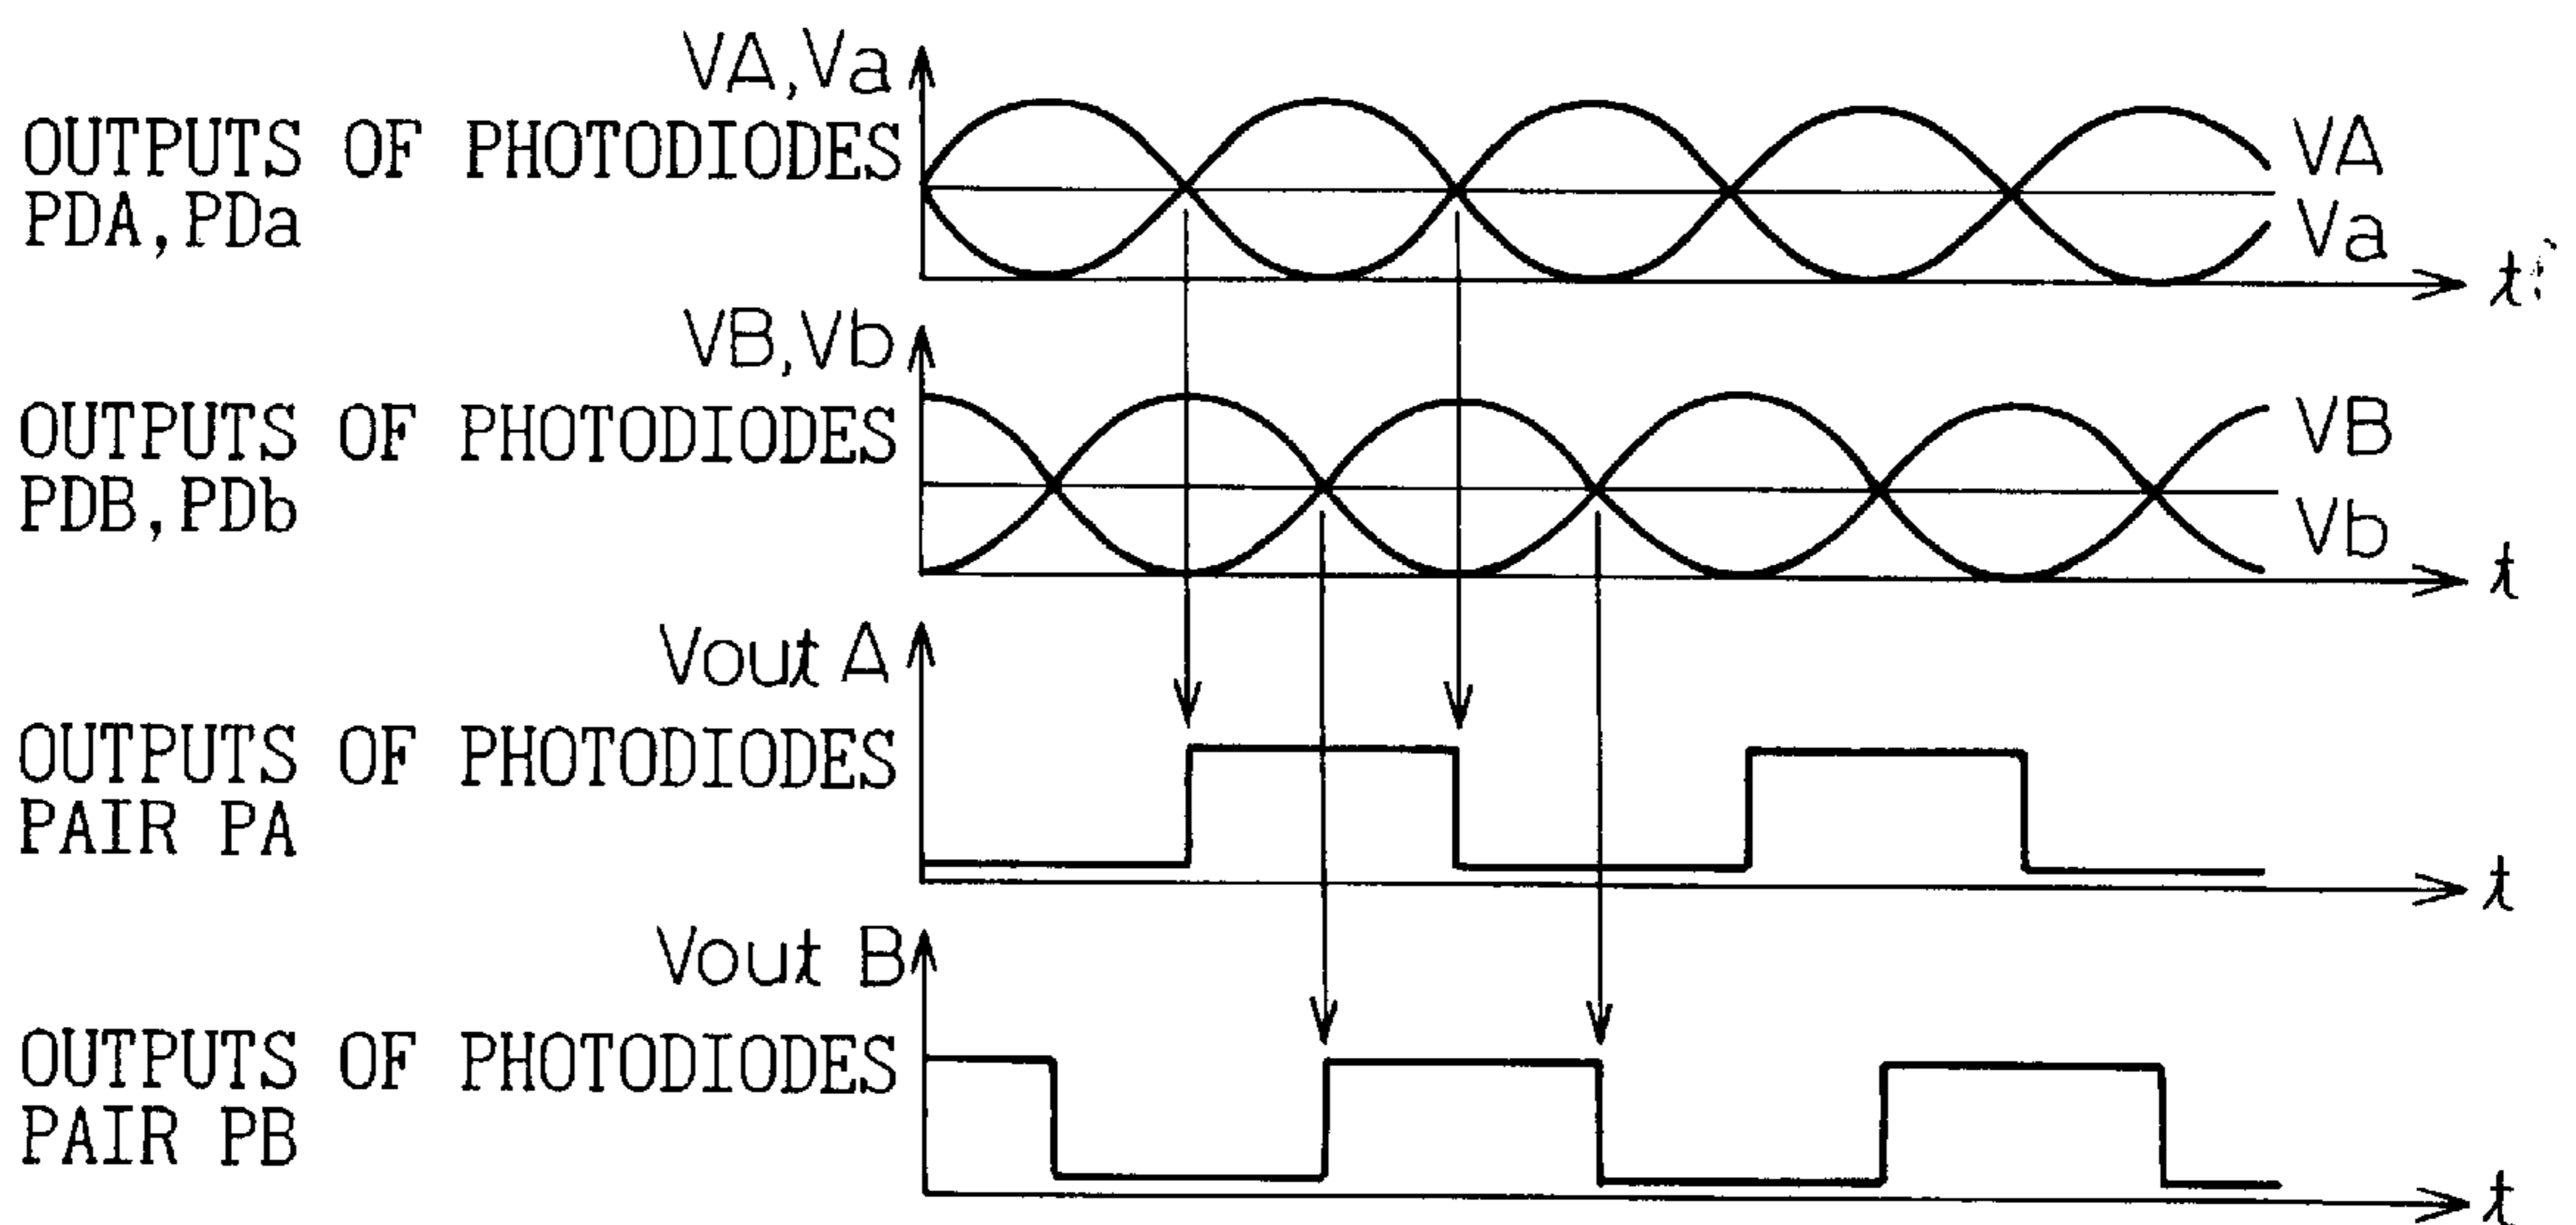 VA,Va
OUTPUTS OF PHOTODIODES
PDA,PDa
VA
Va
t
VB,Vb
OUTPUTS OF PHOTODIODES
PDB,PDb
VB
Vb
t
Vout A
OUTPUTS OF PHOTODIODES
PAIR PA
t
Vout B
OUTPUTS OF PHOTODIODES
PAIR PB
t